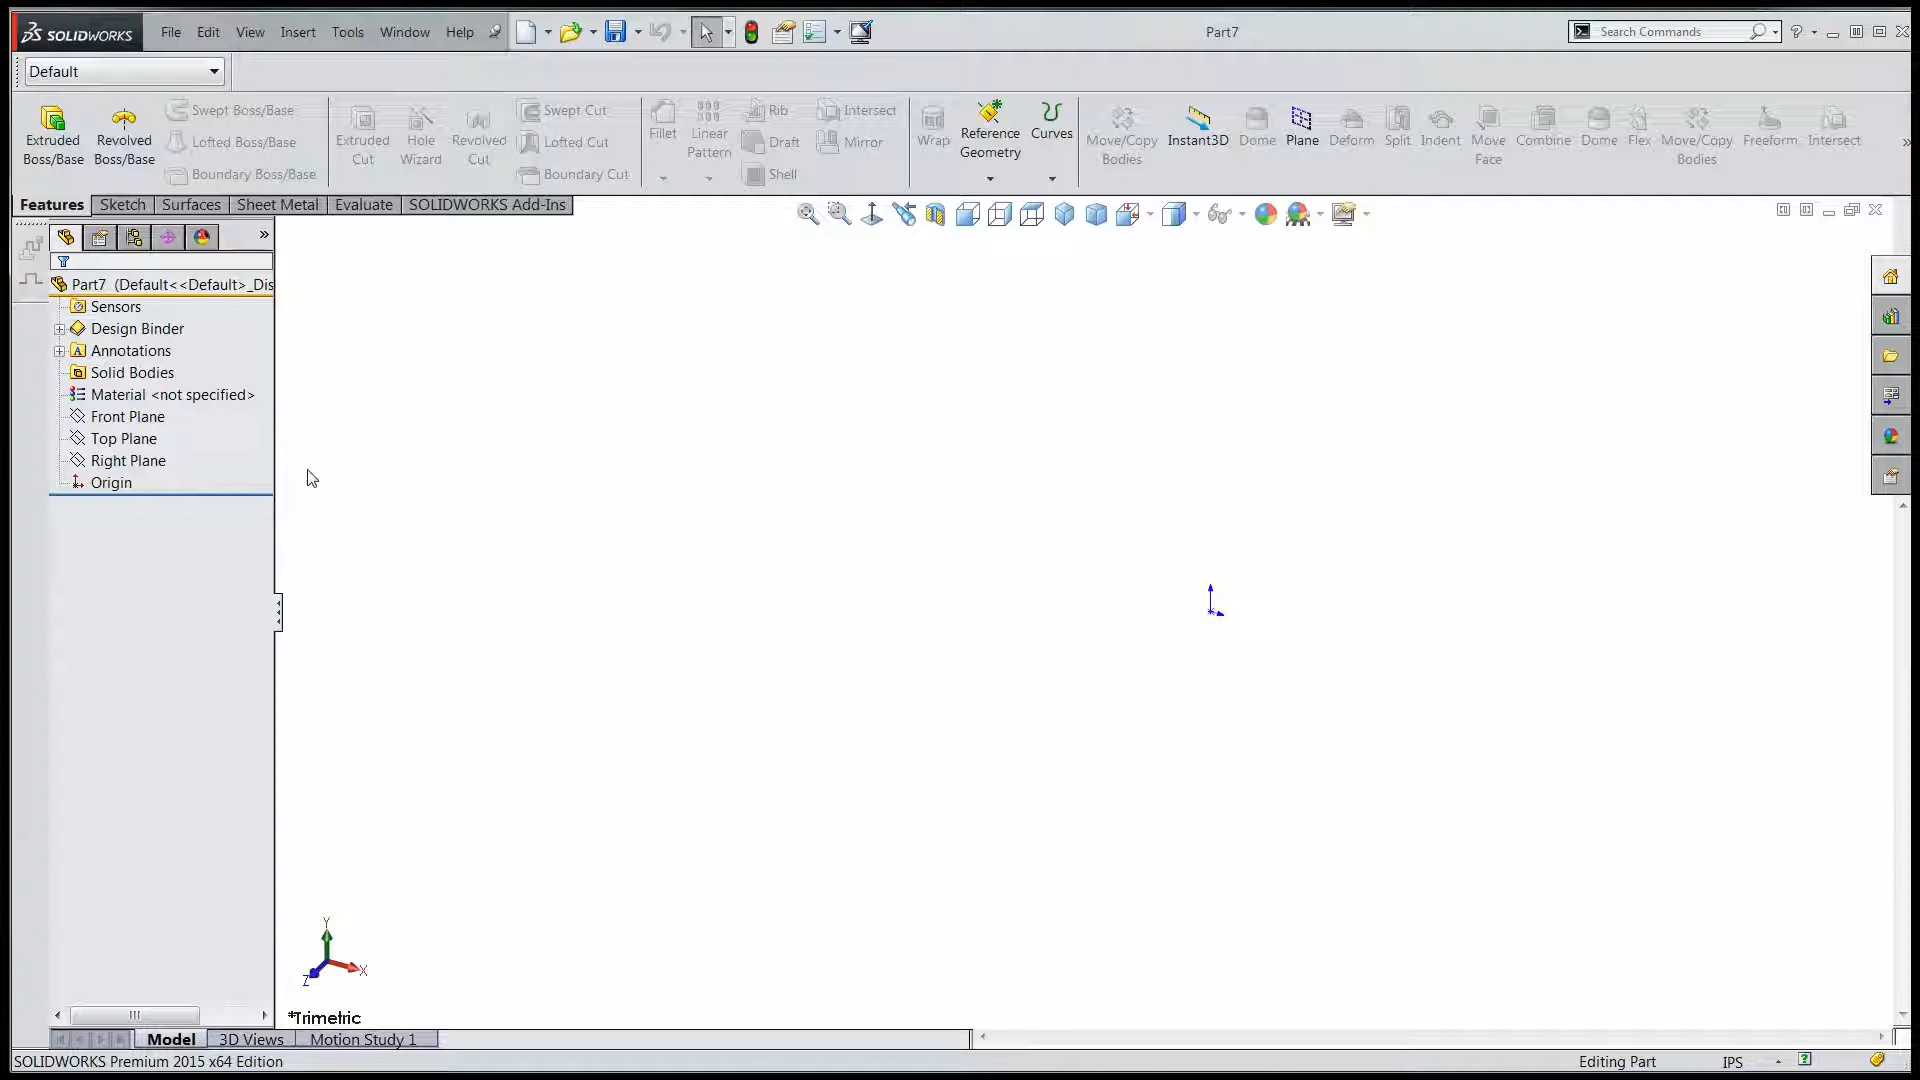 SOLIDWORKS File Edit View Insert Tools Window Help Part7 Search Commands ?
Default
Extruded Boss/Base
Revolved Boss/Base
Swept Boss/Base
Lofted Boss/Base
Boundary Boss/Base
Extruded Cut
Hole Wizard
Revolved Cut
Swept Cut
Lofted Cut
Boundary Cut
Fillet
Linear Pattern
Rib
Draft
Shell
Intersect
Mirror
Wrap
Reference Geometry
Curves
Move/Copy Bodies
Instant3D
Dome
Plane
Deform
Split
Indent
Move Face
Combine
Dome
Flex
Move/Copy Bodies
Freeform
Intersect
Features Sketch Surfaces Sheet Metal Evaluate SOLIDWORKS Add-Ins
Part7 (Default<<Default>_Dis
Sensors
Design Binder
Annotations
Solid Bodies
Material <not specified>
Front Plane
Top Plane
Right Plane
Origin
Y
X
Z
*Trimetric
Model 3D Views Motion Study 1
SOLIDWORKS Premium 2015 x64 Edition Editing Part IPS ?